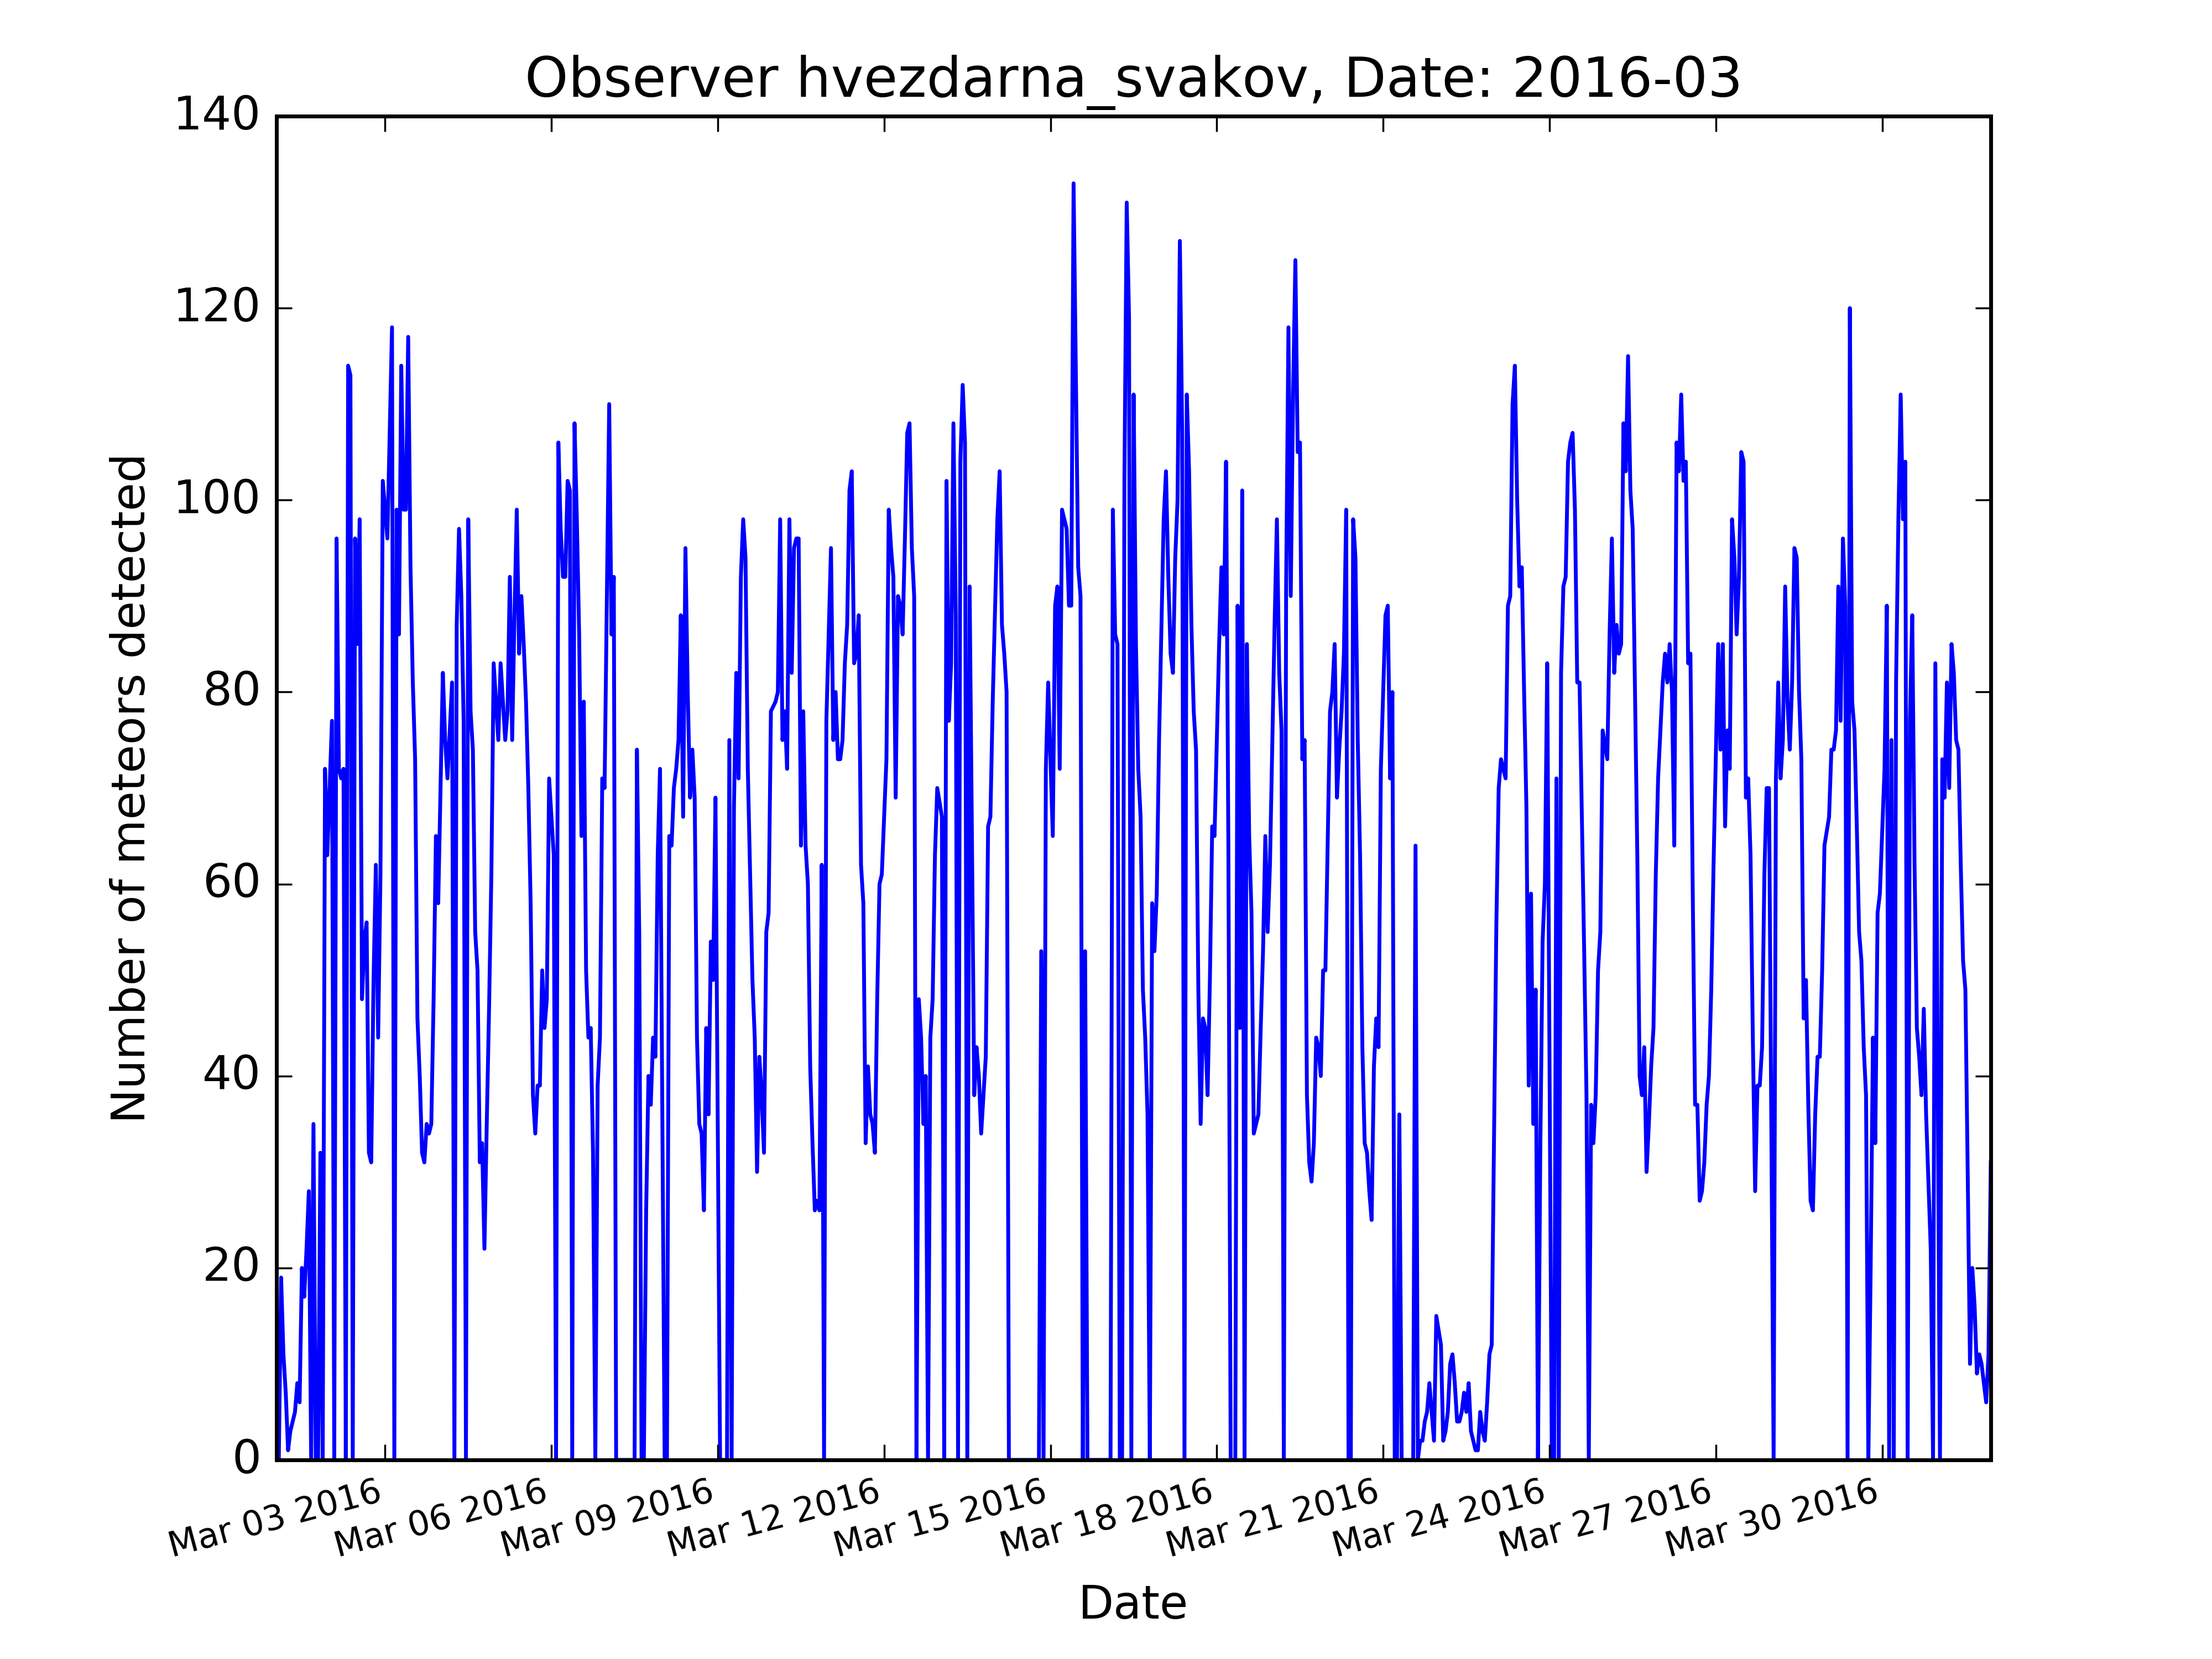 Observer hvezdarna_svakov, Date: 2016-03
140
120
100
80
60
40
20
0
Number of meteors detected
Mar 03 2016
Mar 06 2016
Mar 09 2016
Mar 12 2016
Mar 15 2016
Mar 18 2016
Mar 21 2016
Mar 24 2016
Mar 27 2016
Mar 30 2016
Date